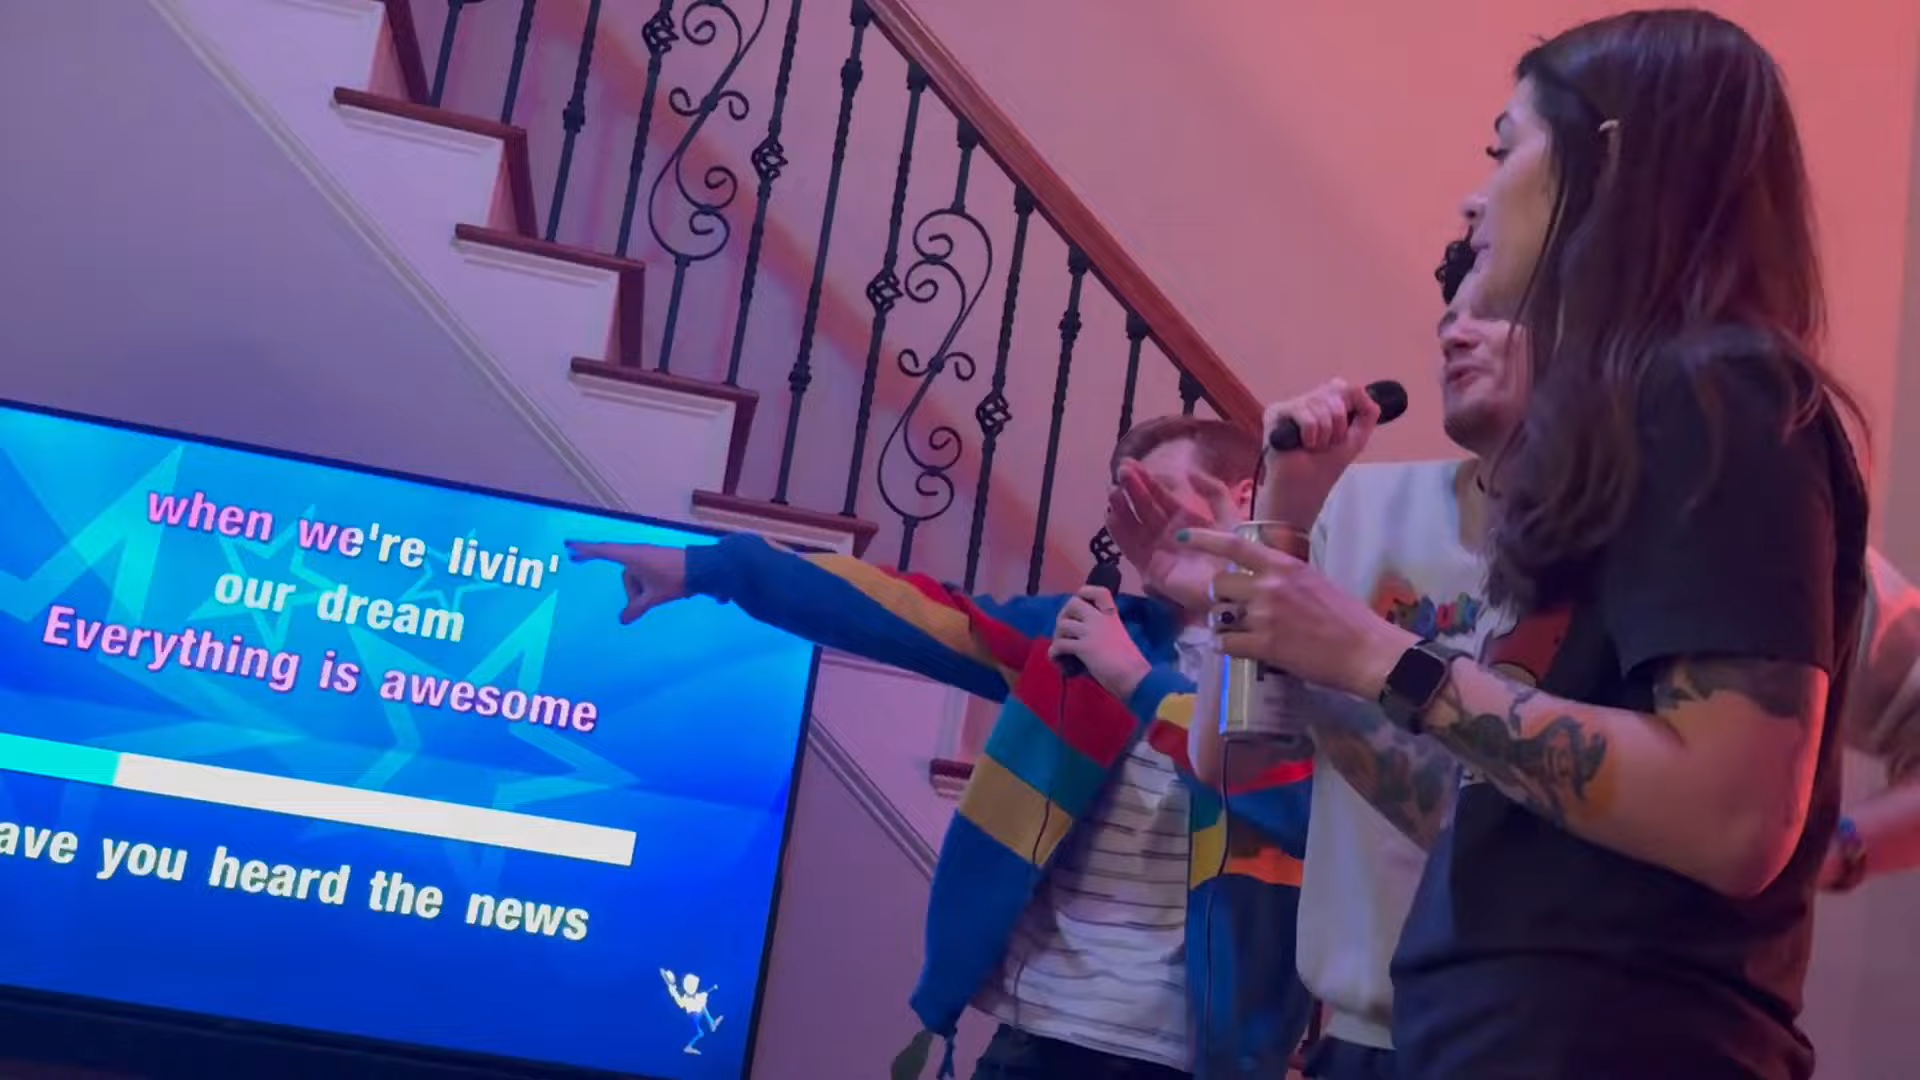 when we're livin'
our dream
Everything is awesome
ave you heard the news